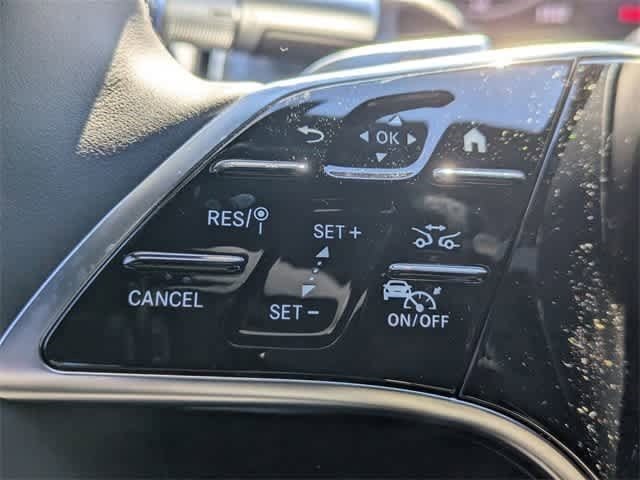 OK
RES/
SET +
CANCEL
SET -
ON/OFF